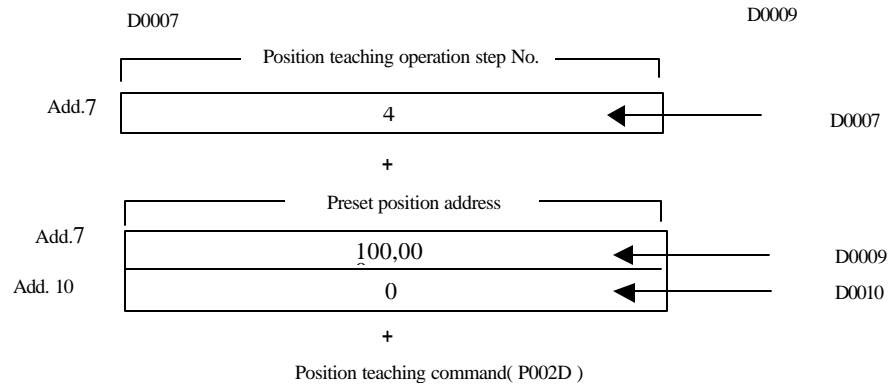 D0007 D0009
Position teaching operation step No.
Add.7 4 D0007
+
Preset position address
Add.7 100,00 D0009
Add. 10 0 D0010
+
Position teaching command( P002D )